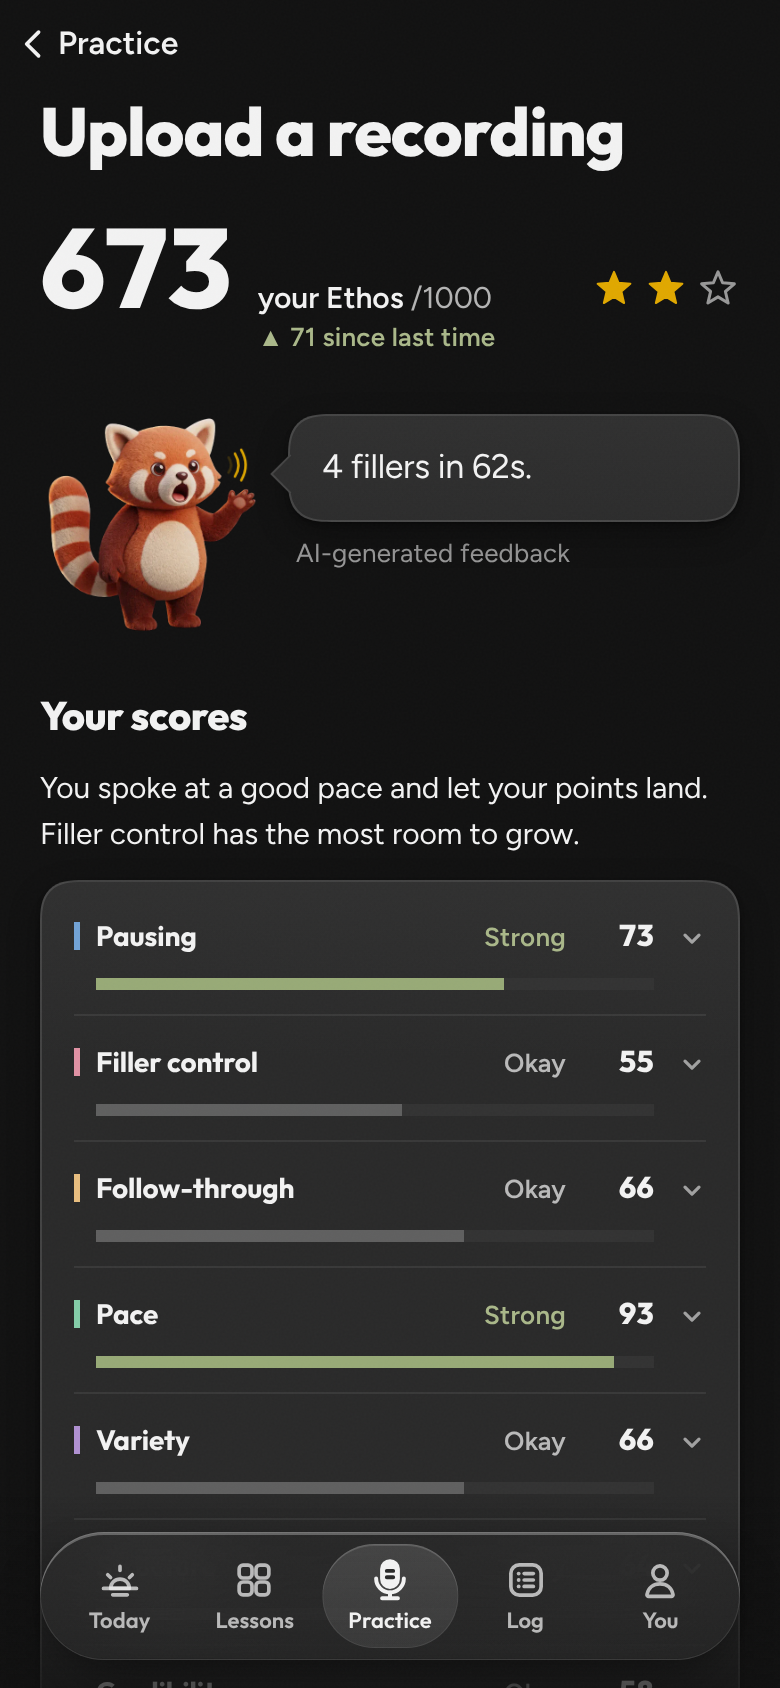 Practice
Upload a recording
673 your Ethos /1000
▲ 71 since last time
4 fillers in 62s.
AI-generated feedback
Your scores
You spoke at a good pace and let your points land.
Filler control has the most room to grow.
Pausing Strong 73
Filler control Okay 55
Follow-through Okay 66
Pace Strong 93
Variety Okay 66
Today Lessons Practice Log You